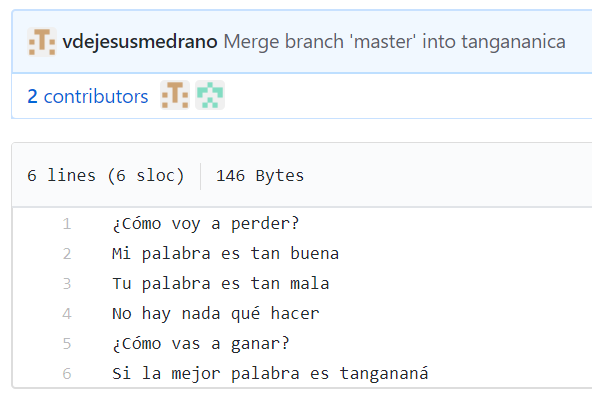 vdejesusmedrano Merge branch 'master' into tangananica
2 contributors
6 lines (6 sloc) 146 Bytes
1 ¿Cómo voy a perder?
2 Mi palabra es tan buena
3 Tu palabra es tan mala
4 No hay nada qué hacer
5 ¿Cómo vas a ganar?
6 Si la mejor palabra es tangananá